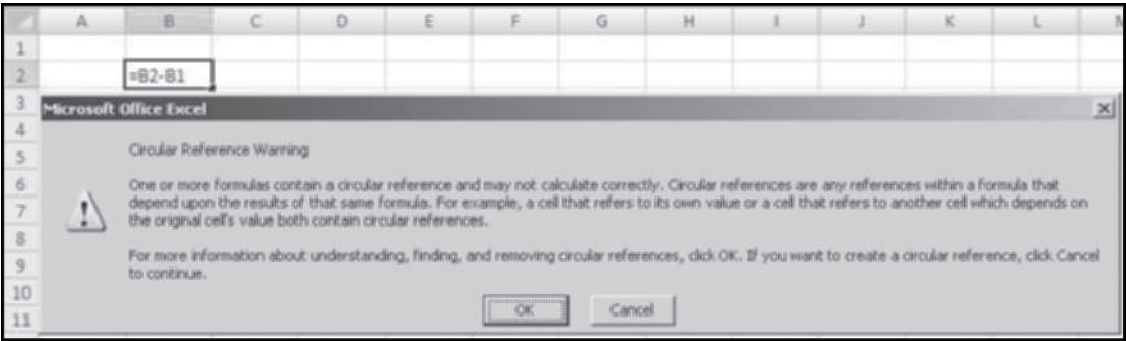 A B C D E F G H I J K L M
1
2 =B2-B1
3
Microsoft Office Excel
4
5 Circular Reference Warning
6 One or more formulas contain a circular reference and may not calculate correctly. Circular references are any references within a formula that
7 depend upon the results of that same formula. For example, a cell that refers to its own value or a cell that refers to another cell which depends on
the original cell's value both contain circular references.
8
9 For more information about understanding, finding, and removing circular references, click OK. If you want to create a circular reference, click Cancel
to continue.
10
OK Cancel
11